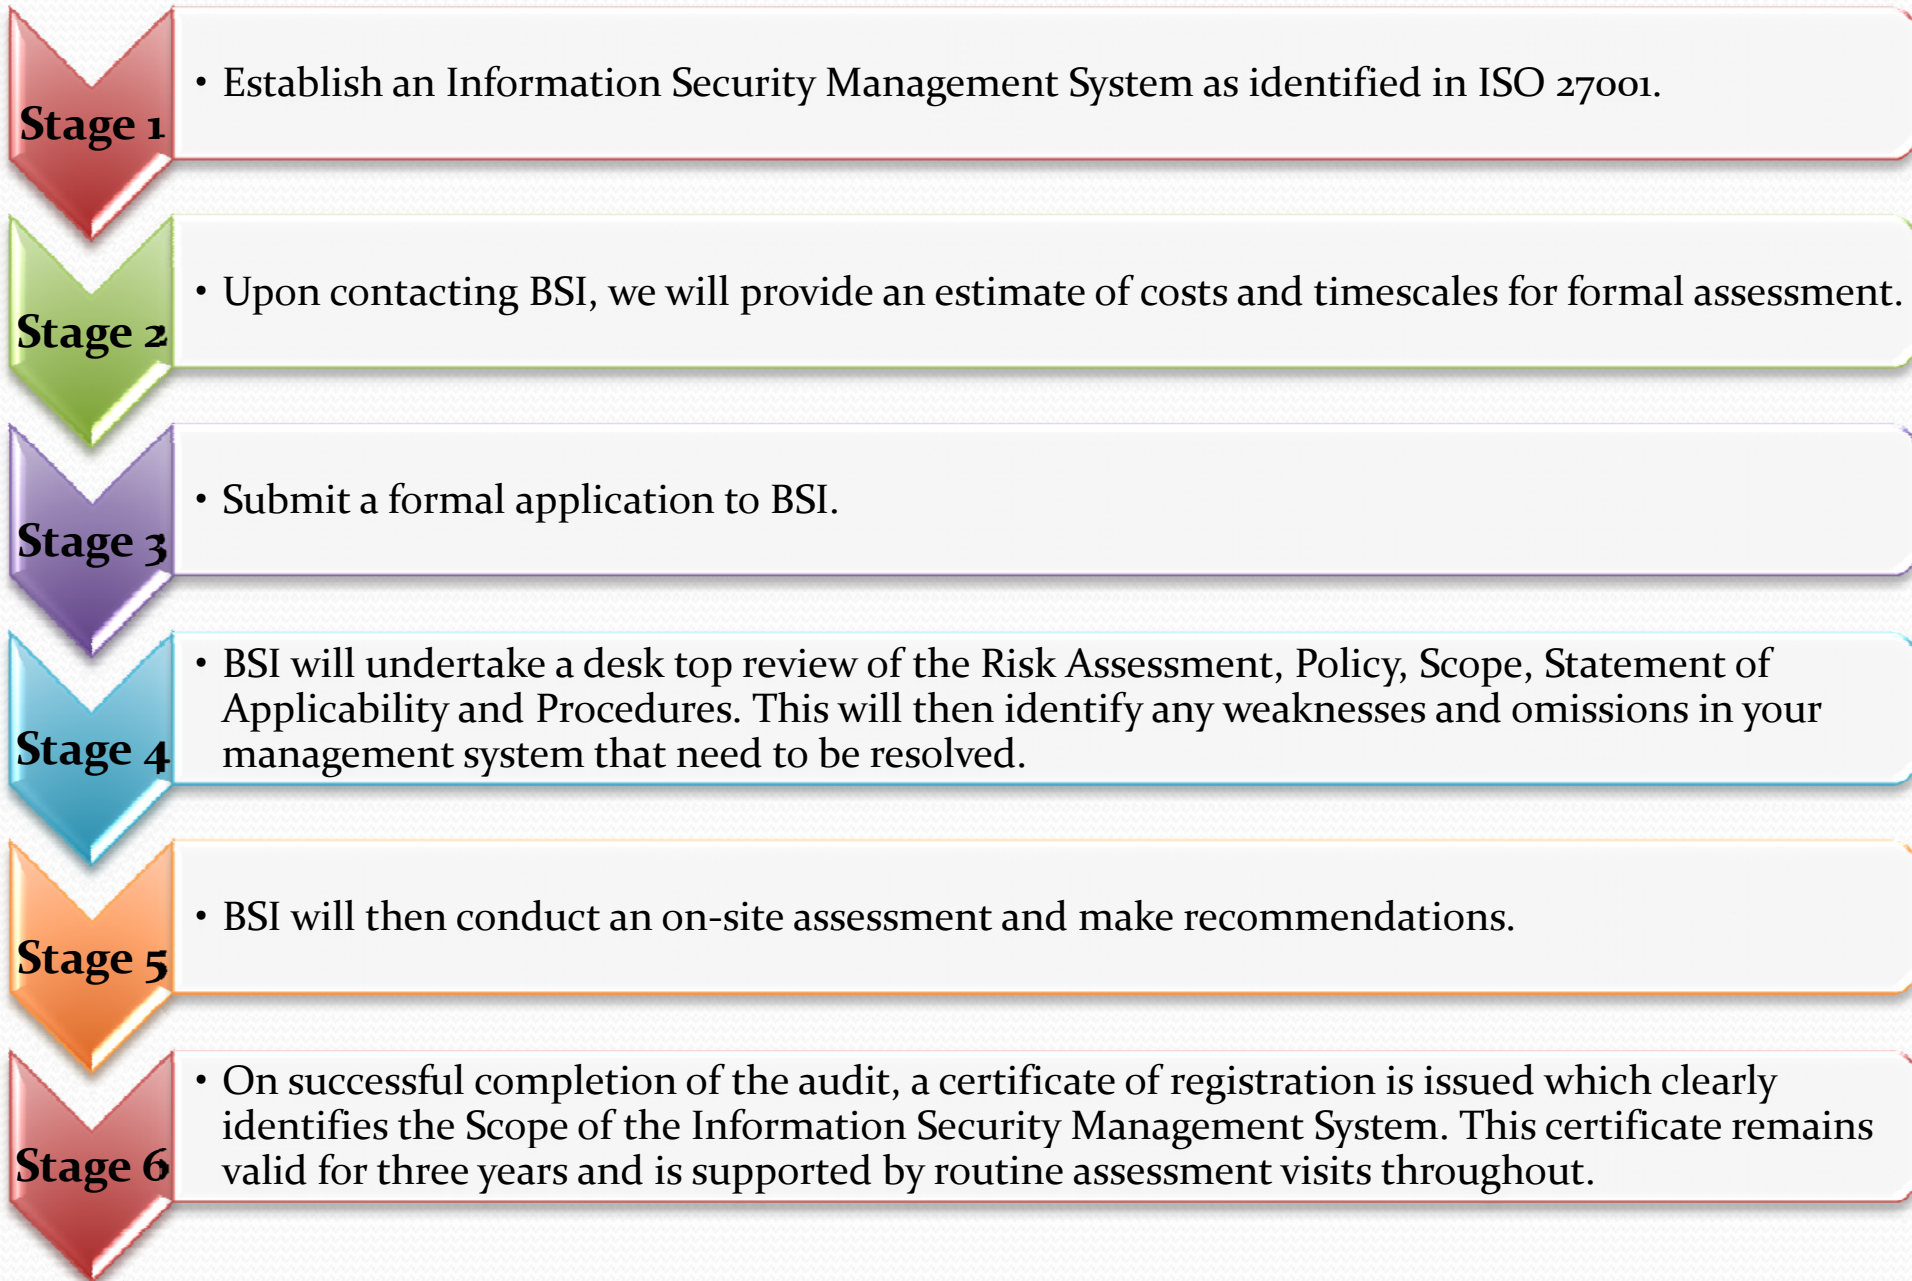 Stage 1
• Establish an Information Security Management System as identified in ISO 27001.
Stage 2
• Upon contacting BSI, we will provide an estimate of costs and timescales for formal assessment.
Stage 3
• Submit a formal application to BSI.
Stage 4
• BSI will undertake a desk top review of the Risk Assessment, Policy, Scope, Statement of
Applicability and Procedures. This will then identify any weaknesses and omissions in your
management system that need to be resolved.
Stage 5
• BSI will then conduct an on-site assessment and make recommendations.
Stage 6
• On successful completion of the audit, a certificate of registration is issued which clearly
identifies the Scope of the Information Security Management System. This certificate remains
valid for three years and is supported by routine assessment visits throughout.